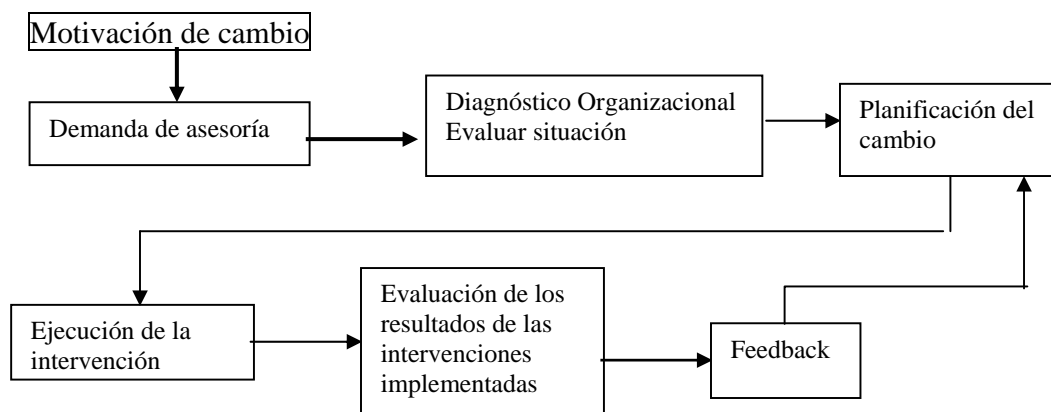 Motivación de cambio
Demanda de asesoría
Diagnóstico Organizacional
Evaluar situación
Planificación del
cambio
Ejecución de la
intervención
Evaluación de los
resultados de las
intervenciones
implementadas
Feedback